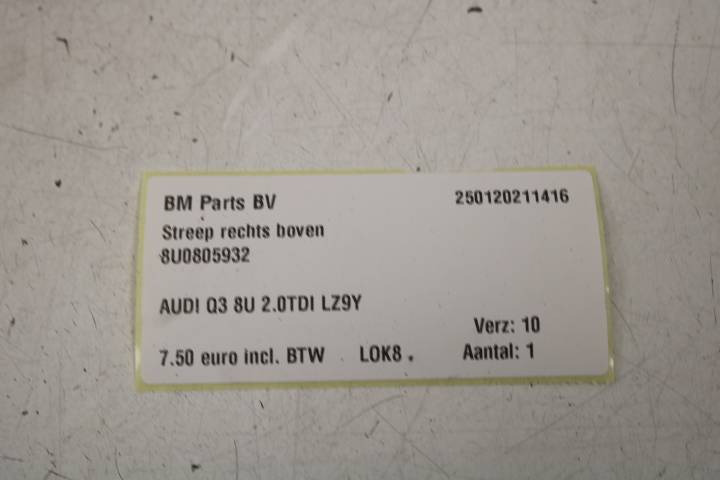 BM Parts BV 250120211416
Streep rechts boven
8U0805932
AUDI Q3 8U 2.0TDI LZ9Y
Verz: 10
7.50 euro incl. BTW LOK8 . Aantal: 1